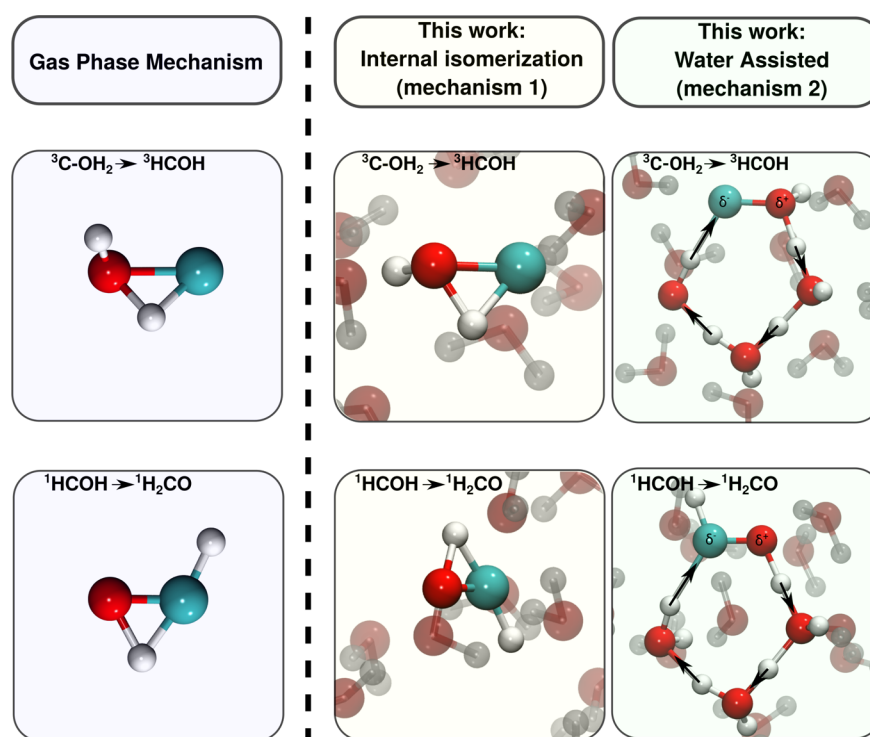 Gas Phase Mechanism
This work:
Internal isomerization
(mechanism 1)
This work:
Water Assisted
(mechanism 2)
³C-OH₂ → ³HCOH
³C-OH₂ → ³HCOH
³C-OH₂ → ³HCOH
δ⁻ δ⁺
¹HCOH → ¹H₂CO
¹HCOH → ¹H₂CO
¹HCOH → ¹H₂CO
δ⁻ δ⁺